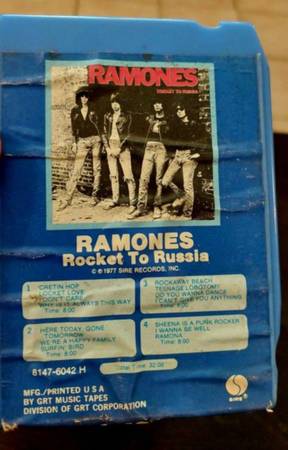 RAMONES
ROCKET TO RUSSIA
RAMONES
Rocket To Russia
© ℗ 1977 SIRE RECORDS, INC.
1 CRETIN HOP
LOCKET LOVE
I DON'T CARE
WHY IS IT ALWAYS THIS WAY
Time: 8:00
2 HERE TODAY, GONE
TOMORROW
WE'RE A HAPPY FAMILY
SURFIN' BIRD
Time: 8:00
3 ROCKAWAY BEACH
TEENAGE LOBOTOMY
DO YOU WANNA DANCE
I CAN'T GIVE YOU ANYTHING
Time: 8:00
4 SHEENA IS A PUNK ROCKER
I WANNA BE WELL
RAMONA
Time: 8:00
8147-6042 H
Total Time: 32:00
MFG./PRINTED U S A
BY GRT MUSIC TAPES
DIVISION OF GRT CORPORATION
SIRE